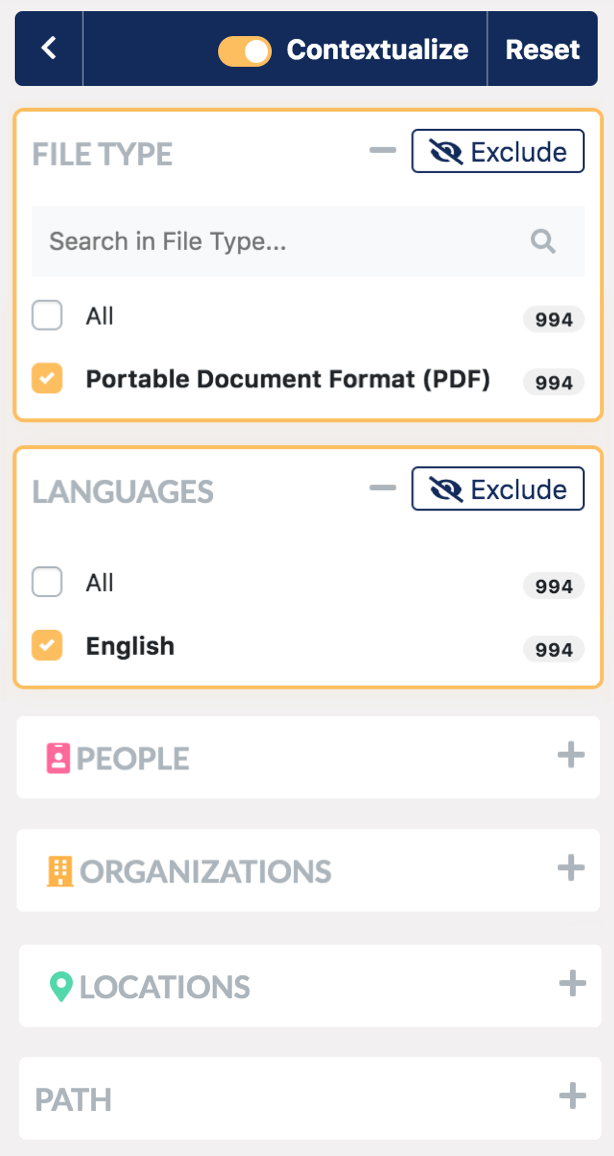 Contextualize Reset
FILE TYPE Exclude
Search in File Type...
All 994
Portable Document Format (PDF) 994
LANGUAGES Exclude
All 994
English 994
PEOPLE
ORGANIZATIONS
LOCATIONS
PATH